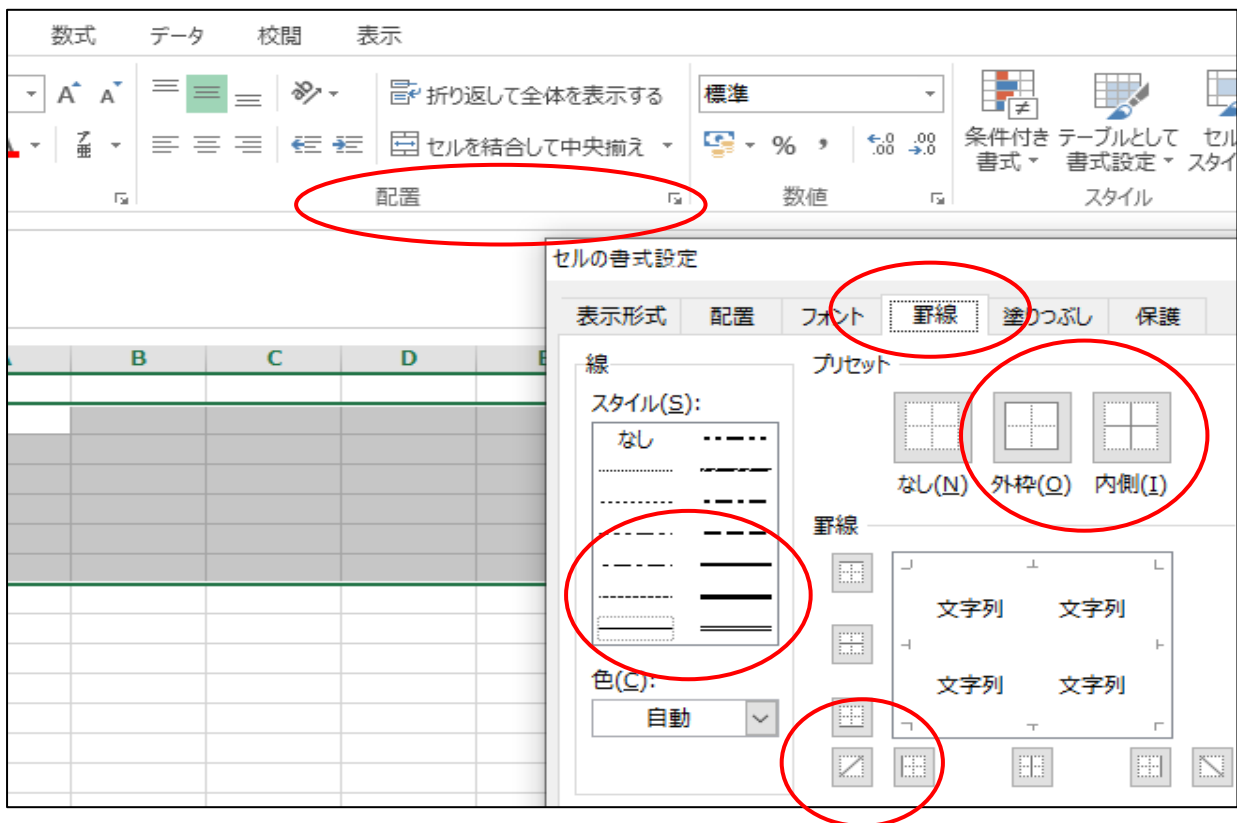 数式 データ 校閲 表示
A A 折り返して全体を表示する 標準
ア 亜 セルを結合して中央揃え % , .0 .00 .00 .0 条件付き書式 テーブルとして書式設定
配置 数値 スタイル
セルの書式設定
表示形式 配置 フォント 罫線 塗りつぶし 保護
B C D
線 プリセット
スタイル(S):
なし
なし(N) 外枠(O) 内側(I)
罫線
文字列 文字列
色(C):
文字列 文字列
自動